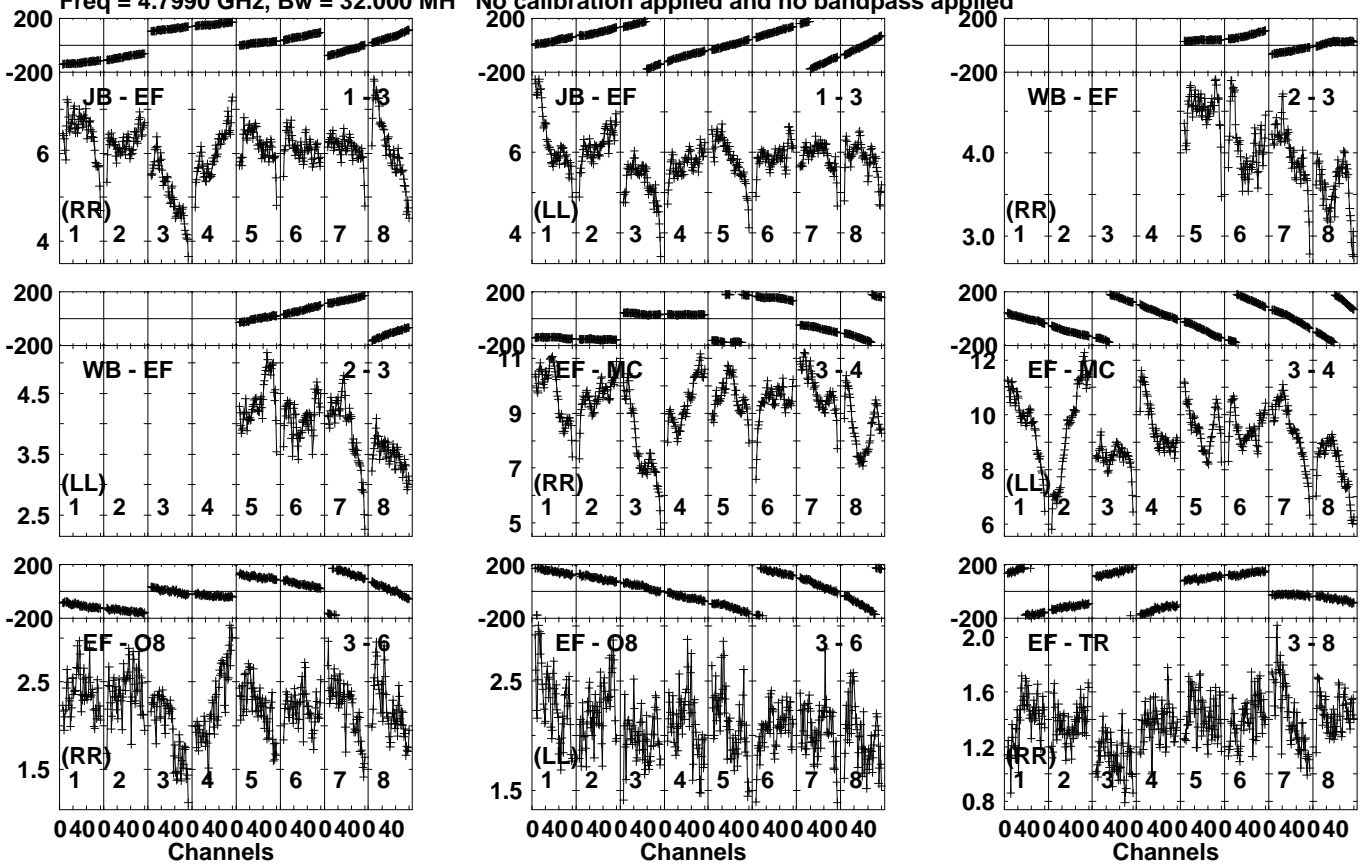 Freq = 4.7990 GHz, Bw = 32.000 MH No calibration applied and no bandpass applied
200
-200
JB - EF 1 - 3
6
4
(RR)
1 2 3 4 5 6 7 8
JB - EF 1 - 3
6
4
(LL)
1 2 3 4 5 6 7 8
200
-200
WB - EF 2 - 3
4.0
3.0
(RR)
1 2 3 4 5 6 7 8
200
-200
WB - EF 2 - 3
4.5
3.5
2.5
(LL)
1 2 3 4 5 6 7 8
200
-200
EF - MC 3 - 4
11
9
7
5
(RR)
1 2 3 4 5 6 7 8
200
-200
EF - MC 3 - 4
12
10
8
6
(LL)
1 2 3 4 5 6 7 8
200
-200
EF - O8 3 - 6
2.5
1.5
(RR)
1 2 3 4 5 6 7 8
0 40 0 40 0 40 0 40 0 40 0 40 0 40 0 40
Channels
200
-200
EF - O8 3 - 6
2.5
1.5
(LL)
1 2 3 4 5 6 7 8
0 40 0 40 0 40 0 40 0 40 0 40 0 40 0 40
Channels
200
-200
EF - TR 3 - 8
2.0
1.6
1.2
0.8
(RR)
1 2 3 4 5 6 7 8
0 40 0 40 0 40 0 40 0 40 0 40 0 40 0 40
Channels